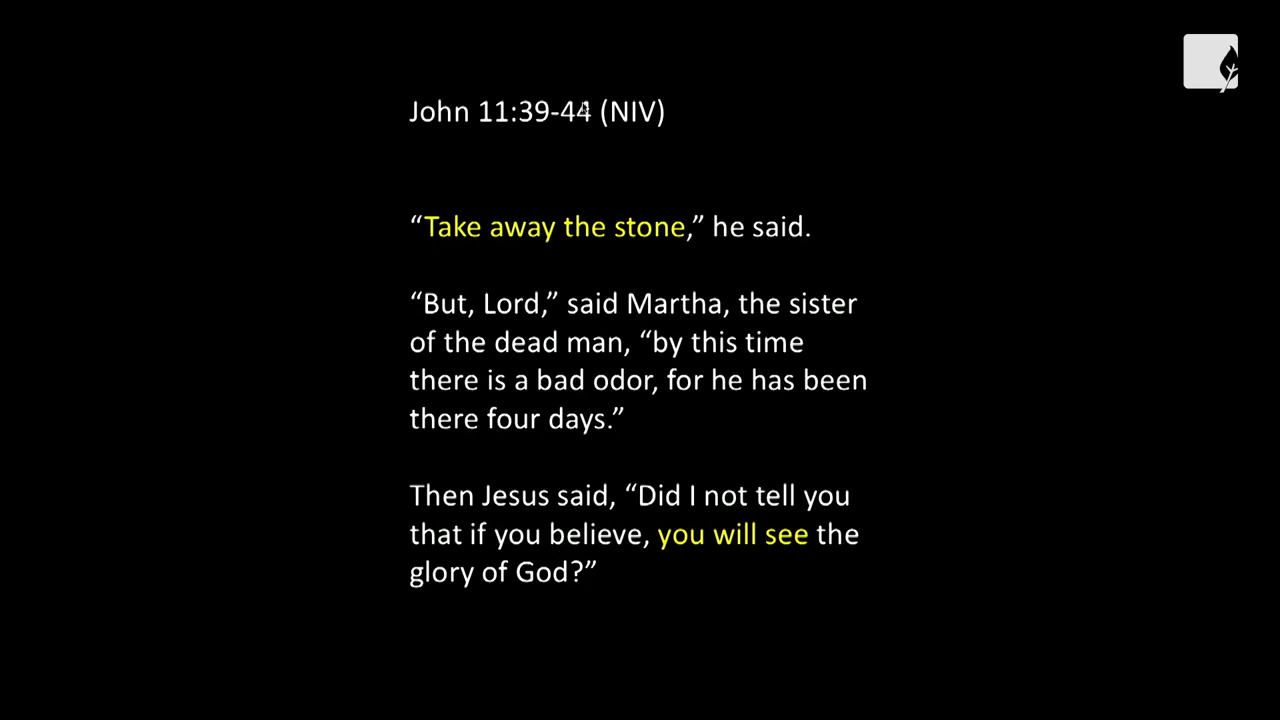 John 11:39-44 (NIV)
“Take away the stone,” he said.
“But, Lord,” said Martha, the sister
of the dead man, “by this time
there is a bad odor, for he has been
there four days.”
Then Jesus said, “Did I not tell you
that if you believe, you will see the
glory of God?”